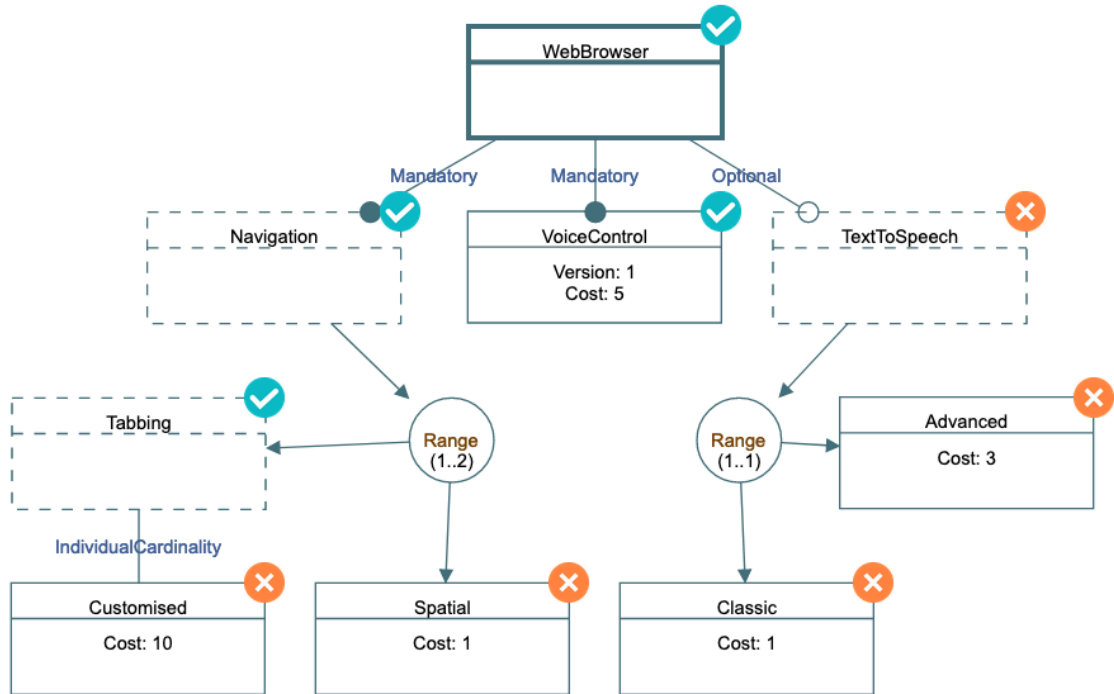 WebBrowser
Mandatory
Mandatory
Optional
Navigation
VoiceControl
Version: 1
Cost: 5
TextToSpeech
Tabbing
Range
(1..2)
Range
(1..1)
Advanced
Cost: 3
IndividualCardinality
Customised
Cost: 10
Spatial
Cost: 1
Classic
Cost: 1